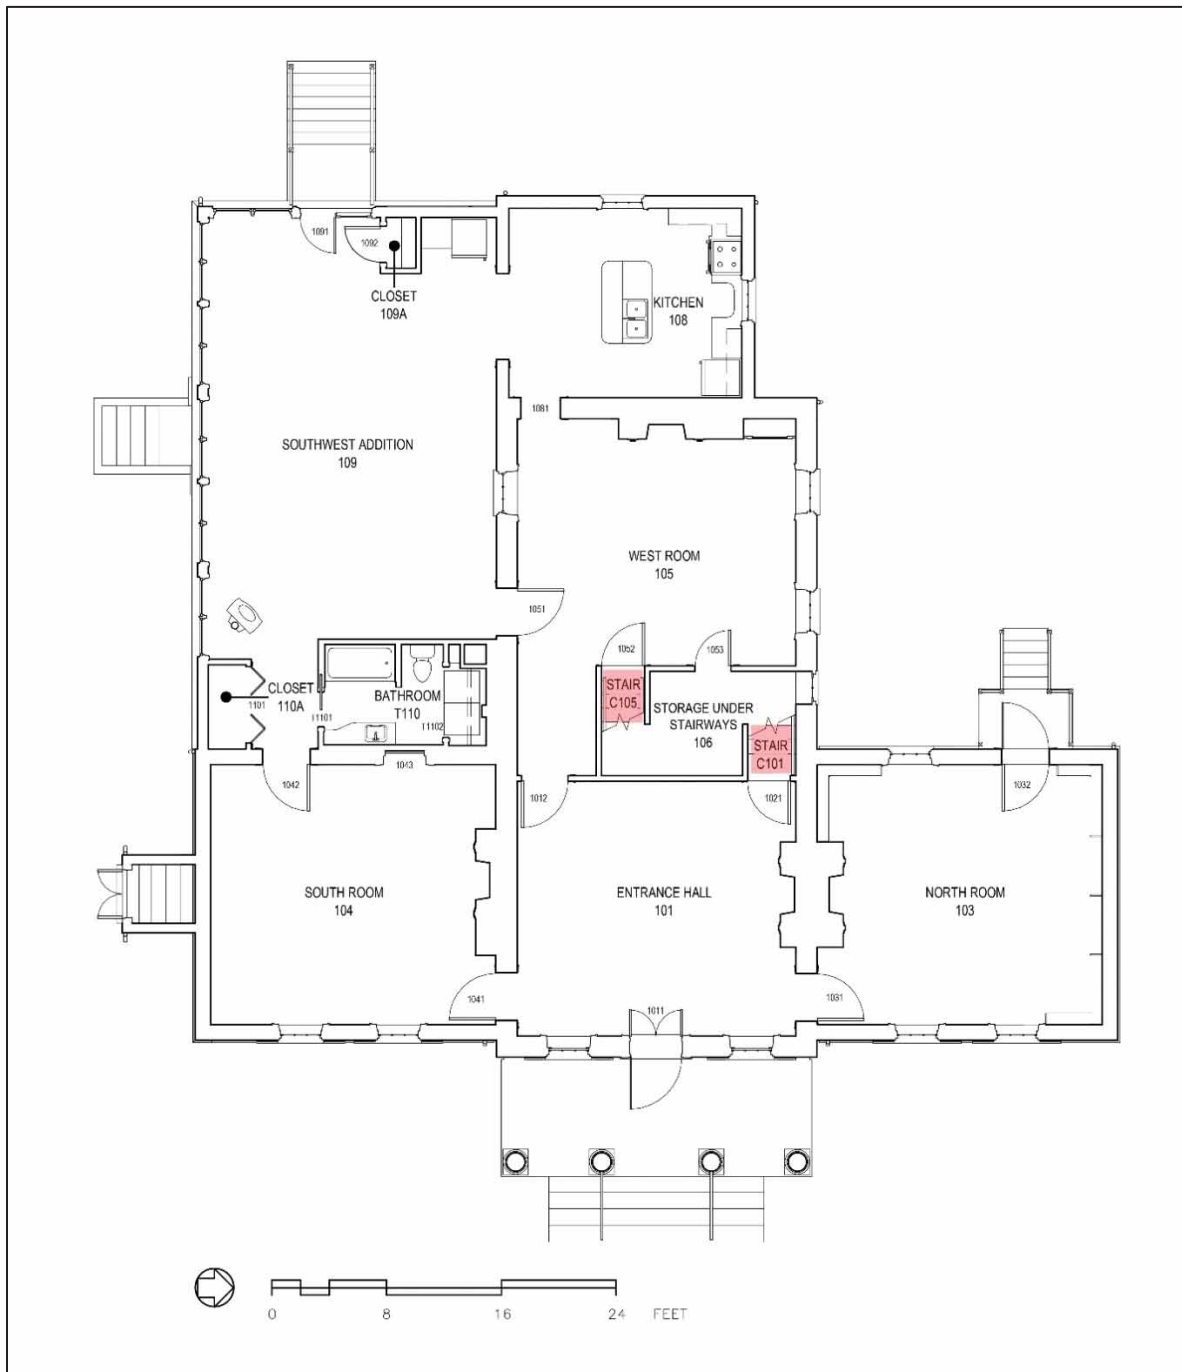 1091
1092
CLOSET
109A
KITCHEN
108
1081
SOUTHWEST ADDITION
109
WEST ROOM
105
1051
1052
1053
STAIR
C105
STORAGE UNDER
STAIRWAYS
106
STAIR
C101
CLOSET
110A
1101
BATHROOM
T110
T1101
T1102
1042
1043
1012
1021
1032
SOUTH ROOM
104
ENTRANCE HALL
101
NORTH ROOM
103
1041
1011
1031
0 8 16 24 FEET